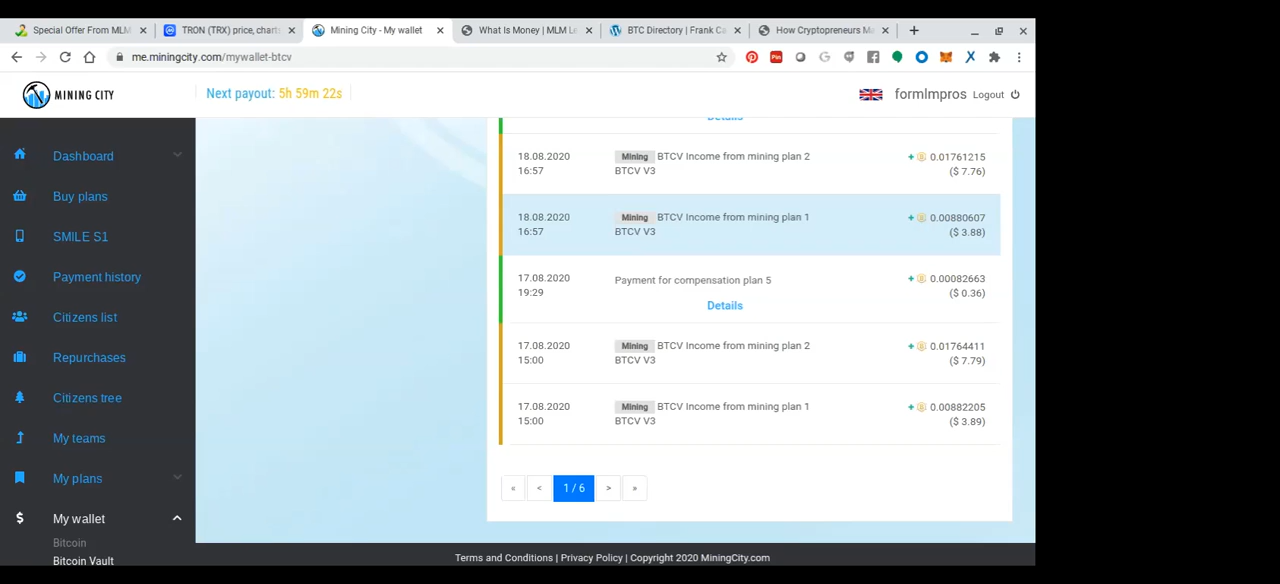 Special Offer From MLM
TRON (TRX) price, chart
Mining City - My wallet
What Is Money | MLM Le
BTC Directory | Frank Ca
How Cryptopreneurs Ma
me.miningcity.com/mywallet-btcv
MINING CITY
Next payout: 5h 59m 22s
formlmpros
Logout
Dashboard
Buy plans
SMILE S1
Payment history
Citizens list
Repurchases
Citizens tree
My teams
My plans
My wallet
Bitcoin
Bitcoin Vault
Details
18.08.2020
16:57
Mining BTCV Income from mining plan 2
BTCV V3
+ 0.01761215
($ 7.76)
18.08.2020
16:57
Mining BTCV Income from mining plan 1
BTCV V3
+ 0.00880607
($ 3.88)
17.08.2020
19:29
Payment for compensation plan 5
Details
+ 0.00082663
($ 0.36)
17.08.2020
15:00
Mining BTCV Income from mining plan 2
BTCV V3
+ 0.01764411
($ 7.79)
17.08.2020
15:00
Mining BTCV Income from mining plan 1
BTCV V3
+ 0.00882205
($ 3.89)
« < 1 / 6 > »
Terms and Conditions | Privacy Policy | Copyright 2020 MiningCity.com